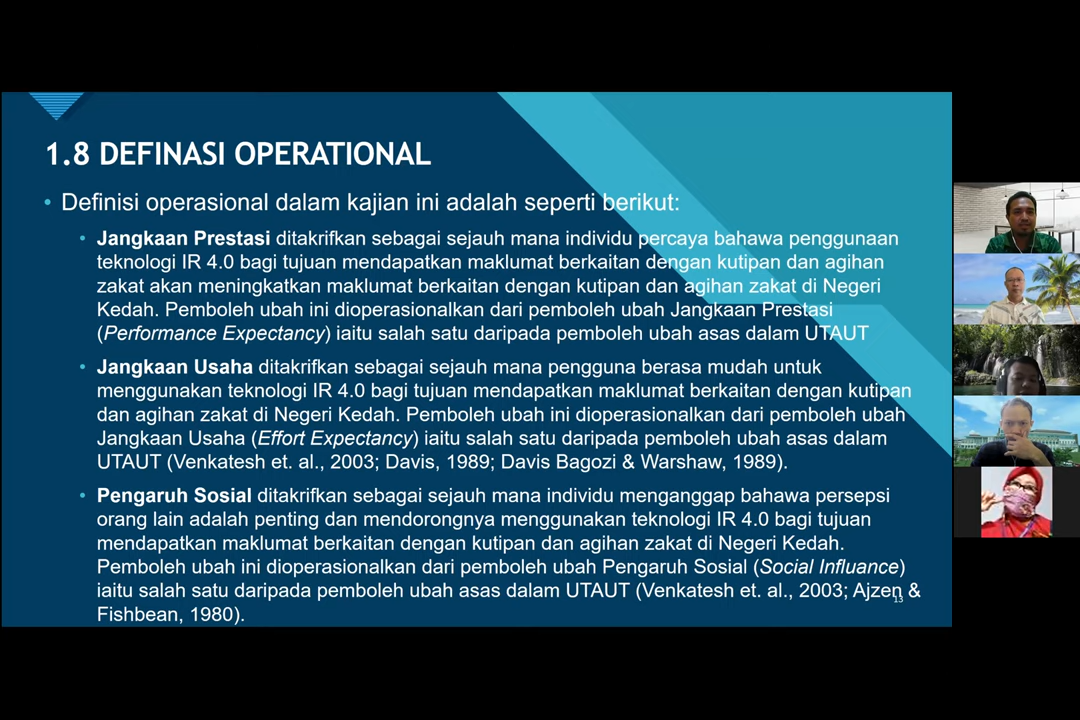 1.8 DEFINASI OPERATIONAL
• Definisi operasional dalam kajian ini adalah seperti berikut:
• Jangkaan Prestasi ditakrifkan sebagai sejauh mana individu percaya bahawa penggunaan
teknologi IR 4.0 bagi tujuan mendapatkan maklumat berkaitan dengan kutipan dan agihan
zakat akan meningkatkan maklumat berkaitan dengan kutipan dan agihan zakat di Negeri
Kedah. Pemboleh ubah ini dioperasionalkan dari pemboleh ubah Jangkaan Prestasi
(Performance Expectancy) iaitu salah satu daripada pemboleh ubah asas dalam UTAUT
• Jangkaan Usaha ditakrifkan sebagai sejauh mana pengguna berasa mudah untuk
menggunakan teknologi IR 4.0 bagi tujuan mendapatkan maklumat berkaitan dengan kutipan
dan agihan zakat di Negeri Kedah. Pemboleh ubah ini dioperasionalkan dari pemboleh ubah
Jangkaan Usaha (Effort Expectancy) iaitu salah satu daripada pemboleh ubah asas dalam
UTAUT (Venkatesh et. al., 2003; Davis, 1989; Davis Bagozi & Warshaw, 1989).
• Pengaruh Sosial ditakrifkan sebagai sejauh mana individu menganggap bahawa persepsi
orang lain adalah penting dan mendorongnya menggunakan teknologi IR 4.0 bagi tujuan
mendapatkan maklumat berkaitan dengan kutipan dan agihan zakat di Negeri Kedah.
Pemboleh ubah ini dioperasionalkan dari pemboleh ubah Pengaruh Sosial (Social Influance)
iaitu salah satu daripada pemboleh ubah asas dalam UTAUT (Venkatesh et. al., 2003; Ajzen &
Fishbean, 1980).
13